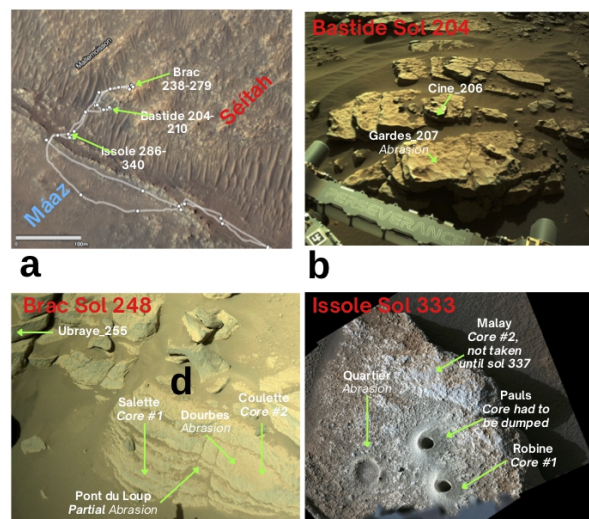 Brac
238-279
Séítah
Bastide 204-
210
Issole 286-
340
Máaz
a
Bastide Sol 204
Cine_206
Gardes_207
Abrasion
PERSEVERANCE
b
Brac Sol 248
Ubraye_255
d
Salette
Core #1
Dourbes
Abrasion
Coulette
Core #2
Pont du Loup
Partial Abrasion
Issole Sol 333
Malay
Core #2,
not taken
until sol 337
Quartier
Abrasion
Pauls
Core had to
be dumped
Robine
Core #1